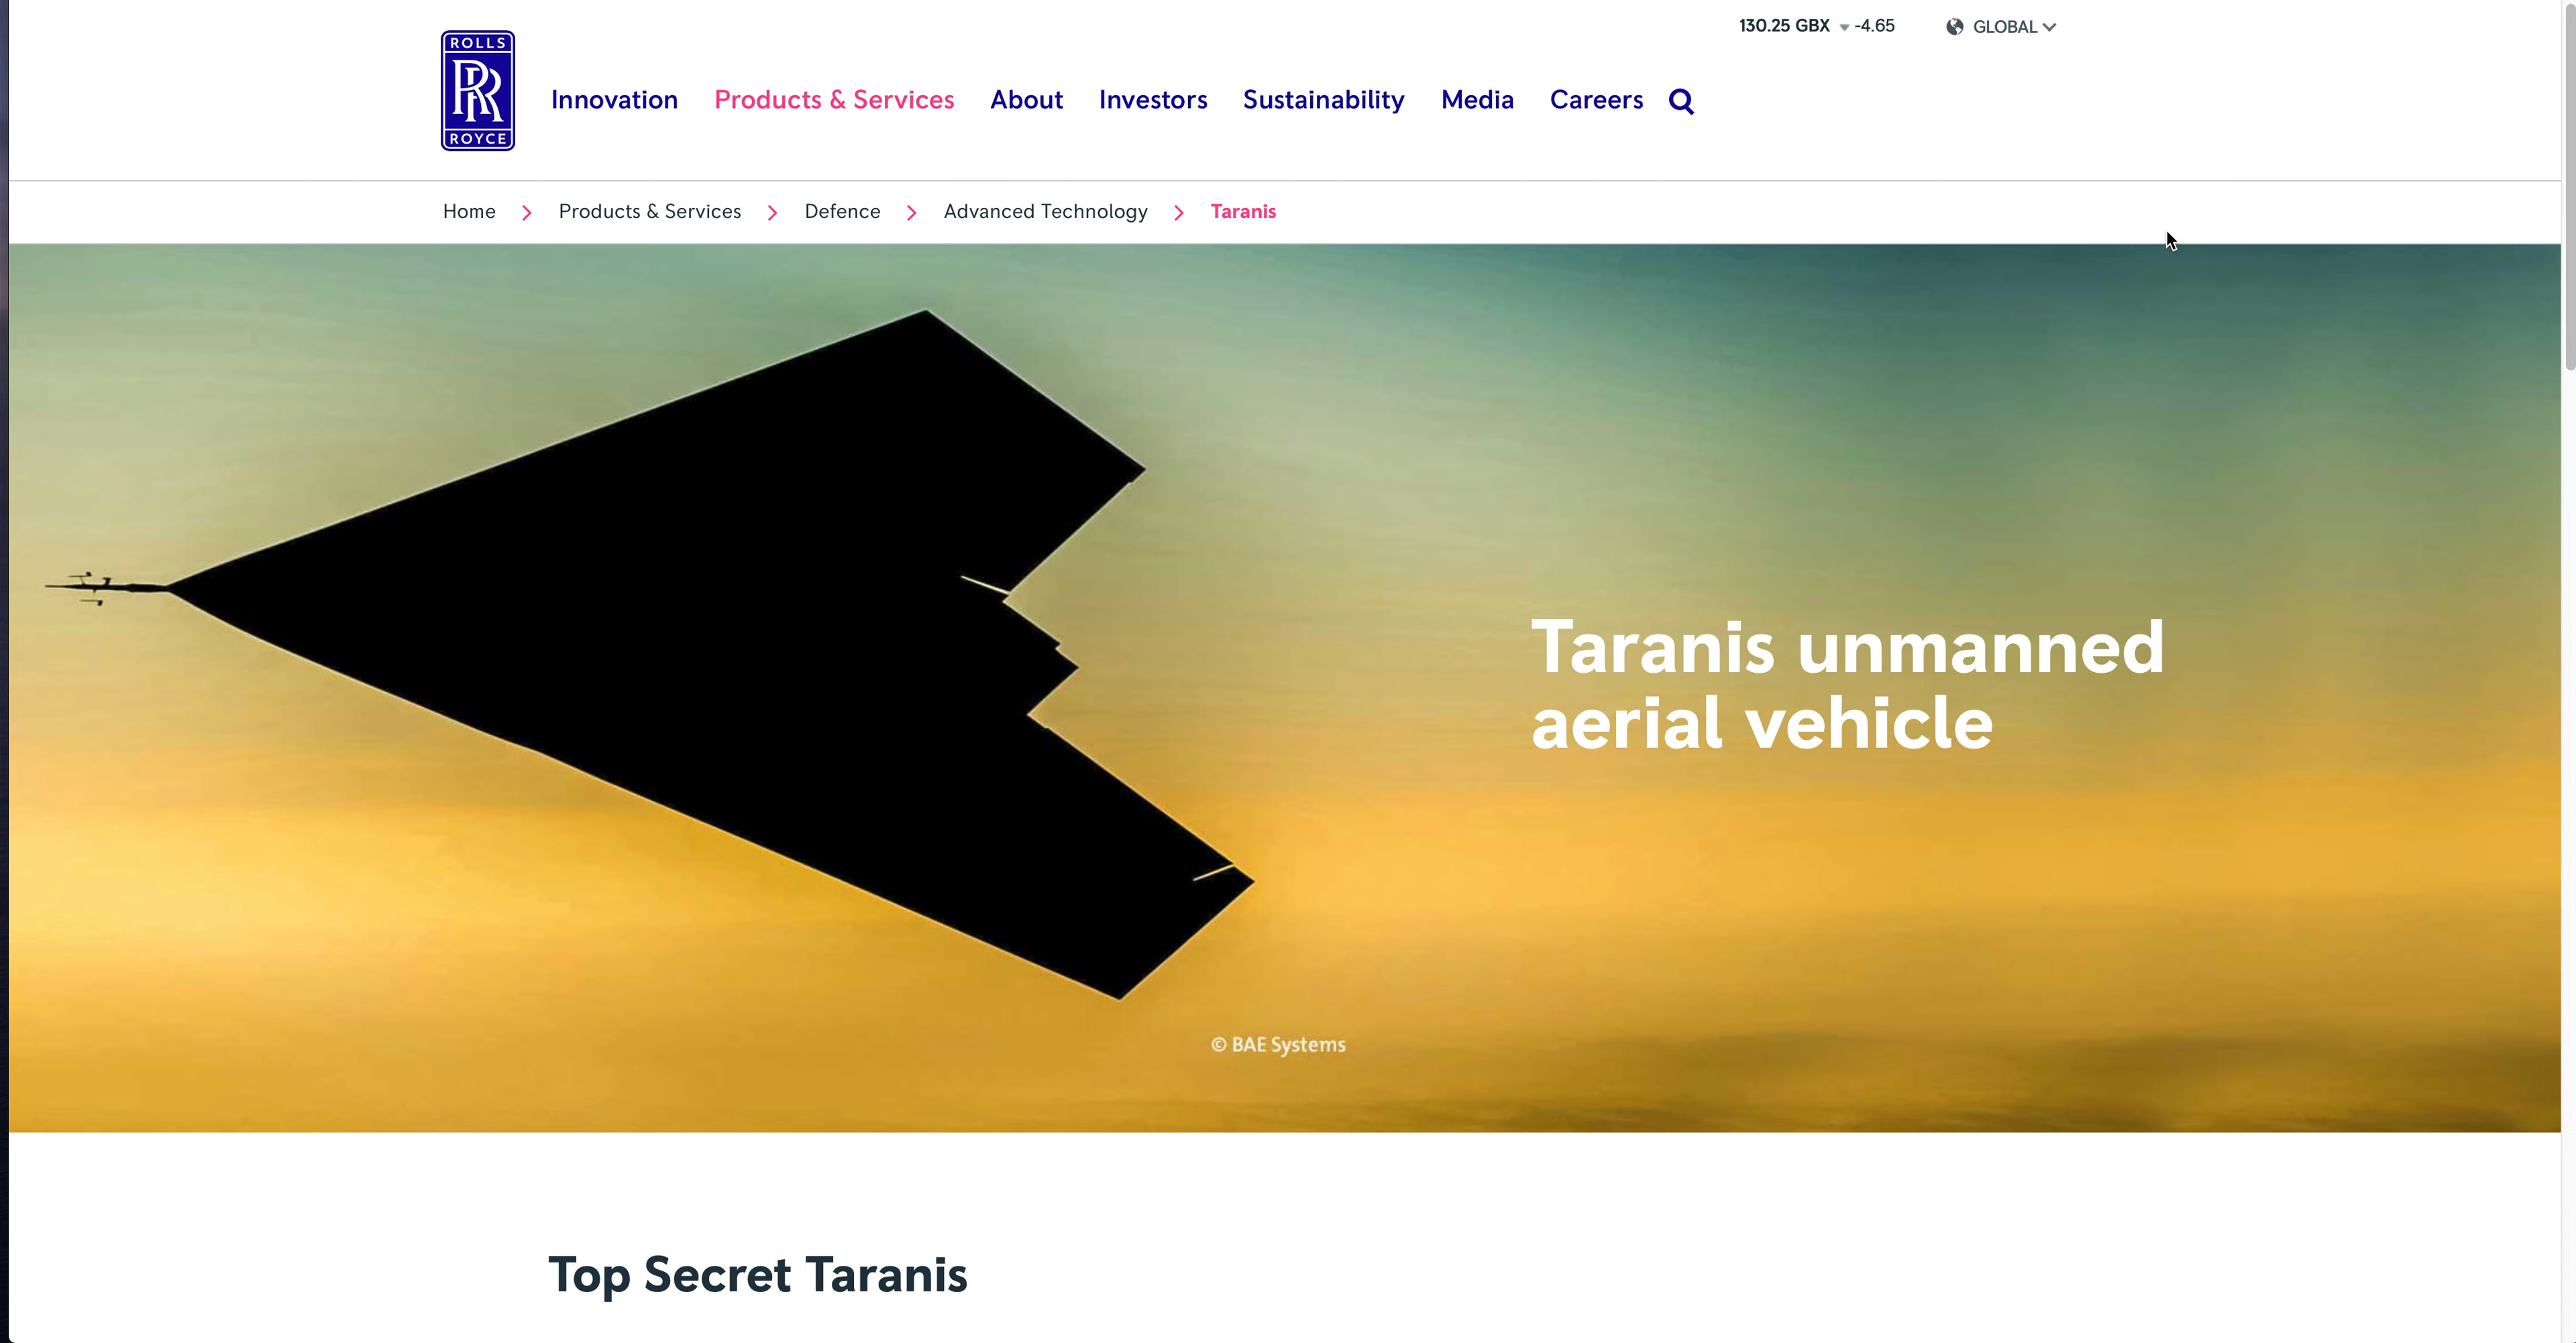 130.25 GBX -4.65 GLOBAL
ROLLS
RR
ROYCE
Innovation Products & Services About Investors Sustainability Media Careers
Home Products & Services Defence Advanced Technology Taranis
Taranis unmanned
aerial vehicle
© BAE Systems
Top Secret Taranis